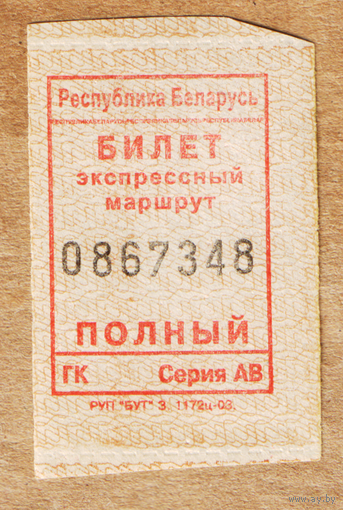 Республика Беларусь
БИЛЕТ
экспрессный
маршрут
0867348
ПОЛНЫЙ
ГК Серия АВ
РУП "БУТ" З. 1172ц-03.